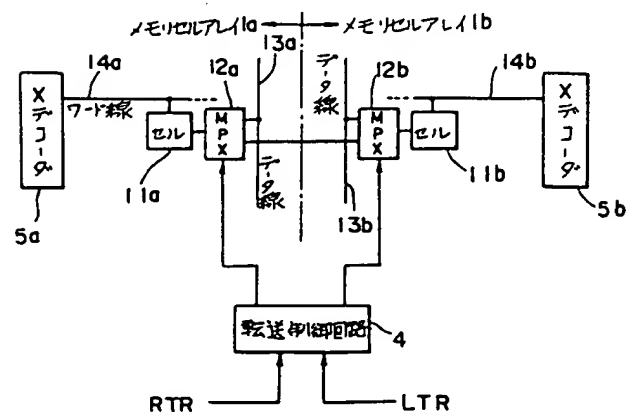 メモリセルアレイ1a メモリセルアレイ1b
13a
14a
12a
データ線
12b
14b
Xデコーダ
ワード線
セル
MPX
MPX
セル
Xデコーダ
11a
データ線
13b
11b
5a
5b
転送制御回路
4
RTR
LTR